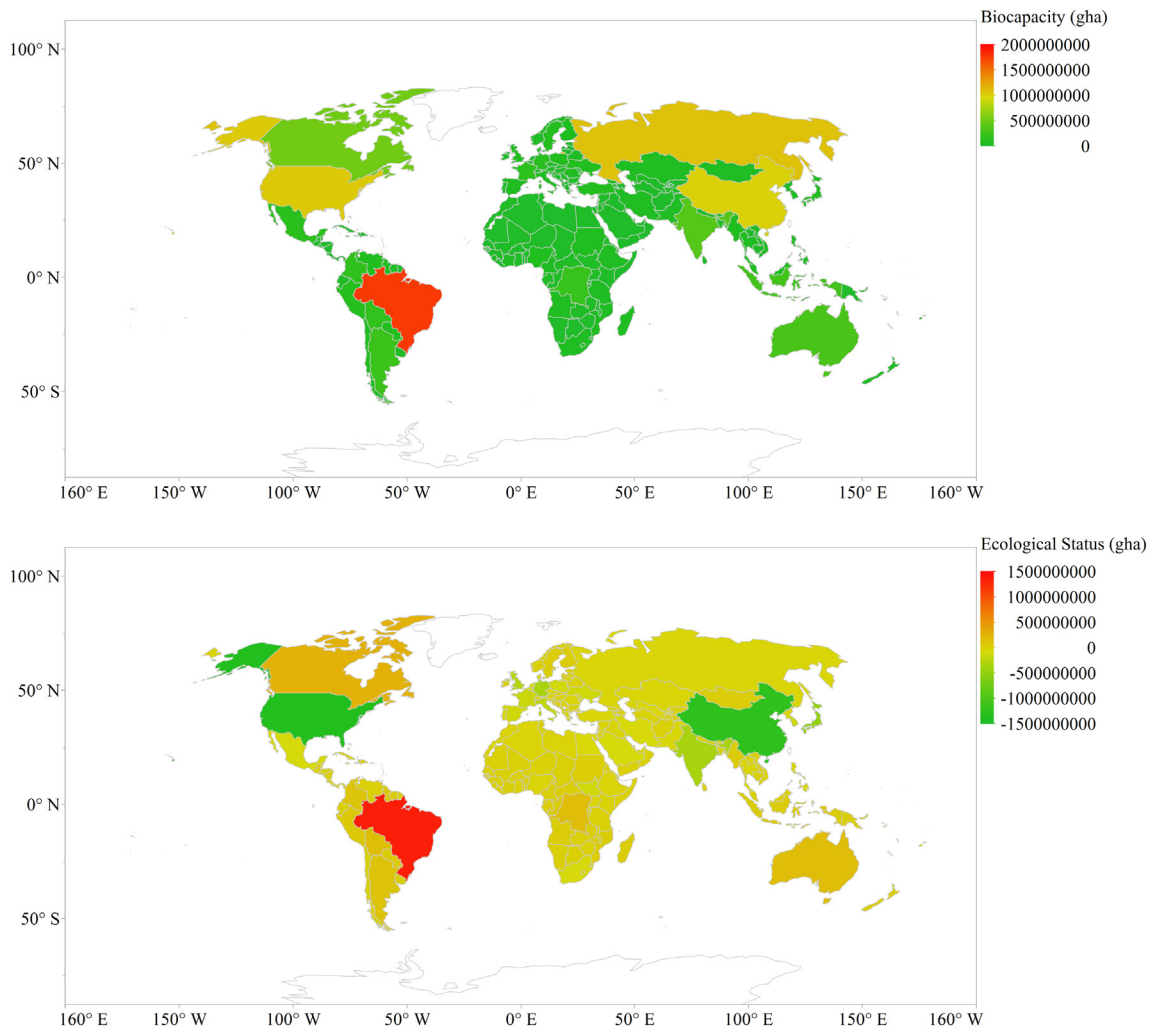 Biocapacity (gha)
2000000000
1500000000
1000000000
500000000
0
100° N
50° N
0° N
50° S
160° E 150° W 100° W 50° W 0° E 50° E 100° E 150° E 160° W
Ecological Status (gha)
1500000000
1000000000
500000000
0
-500000000
-1000000000
-1500000000
100° N
50° N
0° N
50° S
160° E 150° W 100° W 50° W 0° E 50° E 100° E 150° E 160° W